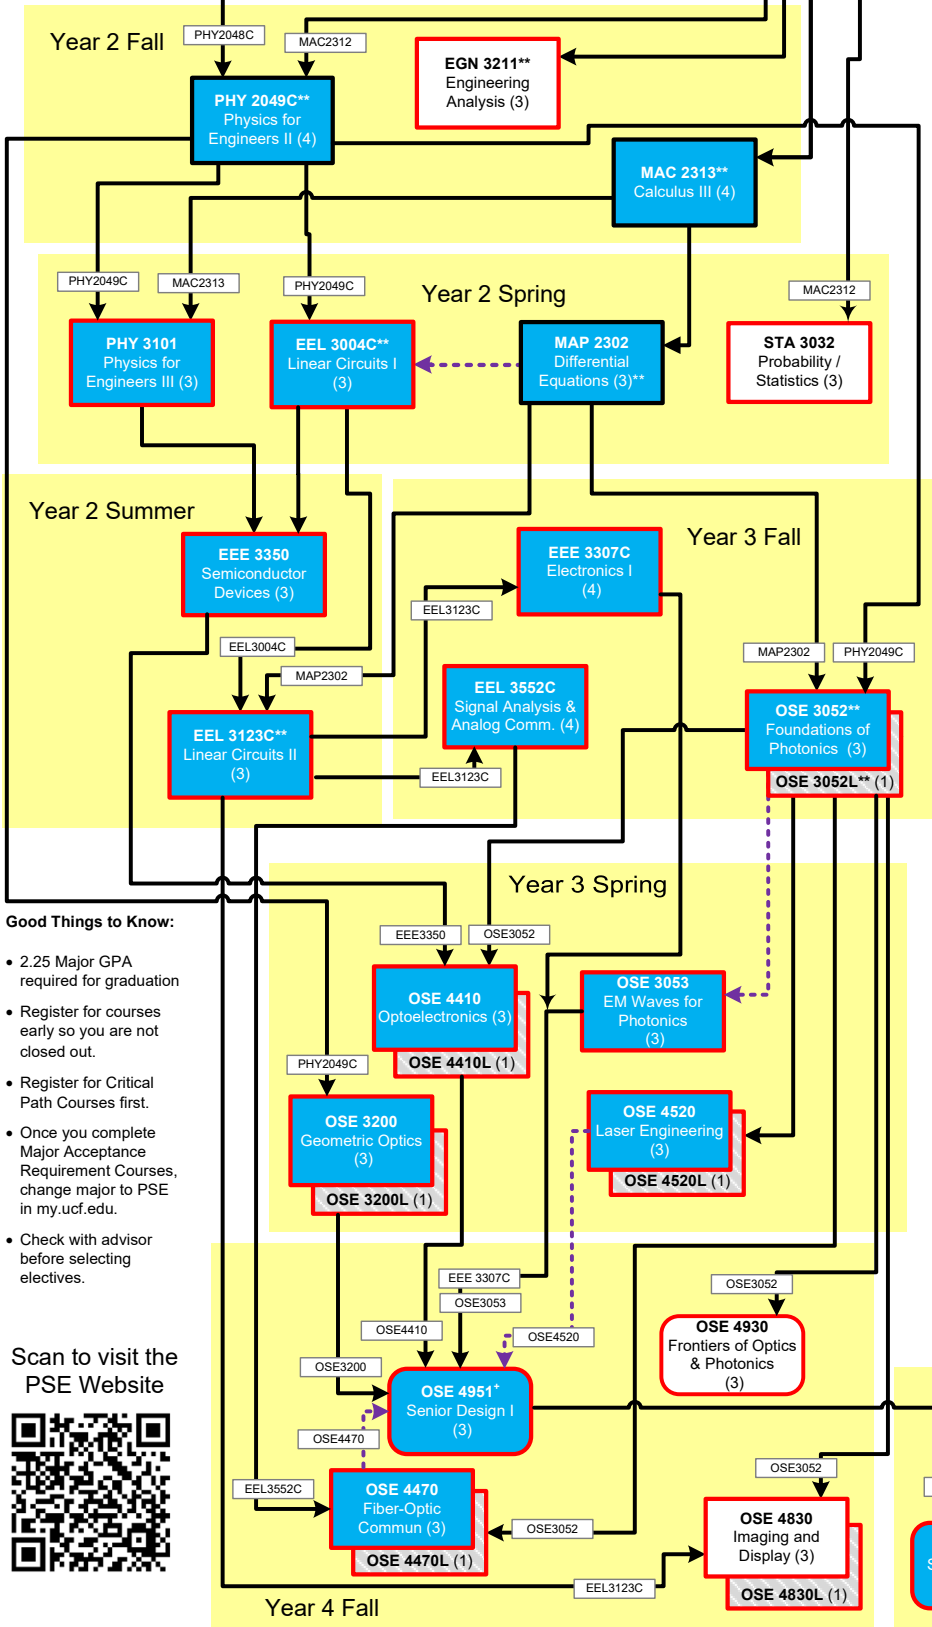 Year 2 Fall
PHY2048C
MAC2312
EGN 3211**
Engineering
Analysis (3)
PHY 2049C**
Physics for
Engineers II (4)
MAC 2313**
Calculus III (4)
PHY2049C
MAC2313
PHY2049C
Year 2 Spring
MAC2312
PHY 3101
Physics for
Engineers III (3)
EEL 3004C**
Linear Circuits I
(3)
MAP 2302
Differential
Equations (3)**
STA 3032
Probability /
Statistics (3)
Year 2 Summer
Year 3 Fall
EEE 3350
Semiconductor
Devices (3)
EEE 3307C
Electronics I
(4)
EEL3123C
EEL3004C
MAP2302
MAP2302
PHY2049C
EEL 3552C
Signal Analysis &
Analog Comm. (4)
EEL 3123C**
Linear Circuits II
(3)
EEL3123C
OSE 3052**
Foundations of
Photonics (3)
OSE 3052L** (1)
Year 3 Spring
Good Things to Know:
• 2.25 Major GPA
required for graduation
• Register for courses
early so you are not
closed out.
• Register for Critical
Path Courses first.
• Once you complete
Major Acceptance
Requirement Courses,
change major to PSE
in my.ucf.edu.
• Check with advisor
before selecting
electives.
EEE3350
OSE3052
OSE 4410
Optoelectronics (3)
OSE 4410L (1)
OSE 3053
EM Waves for
Photonics
(3)
PHY2049C
OSE 3200
Geometric Optics
(3)
OSE 3200L (1)
OSE 4520
Laser Engineering
(3)
OSE 4520L (1)
EEE 3307C
OSE3053
OSE4410
OSE4520
OSE3200
OSE3052
OSE 4930
Frontiers of Optics
& Photonics
(3)
Scan to visit the
PSE Website
OSE 4951+
Senior Design I
(3)
OSE4470
EEL3552C
OSE 4470
Fiber-Optic
Commun (3)
OSE 4470L (1)
OSE3052
OSE3052
OSE 4830
Imaging and
Display (3)
OSE 4830L (1)
EEL3123C
S
Year 4 Fall